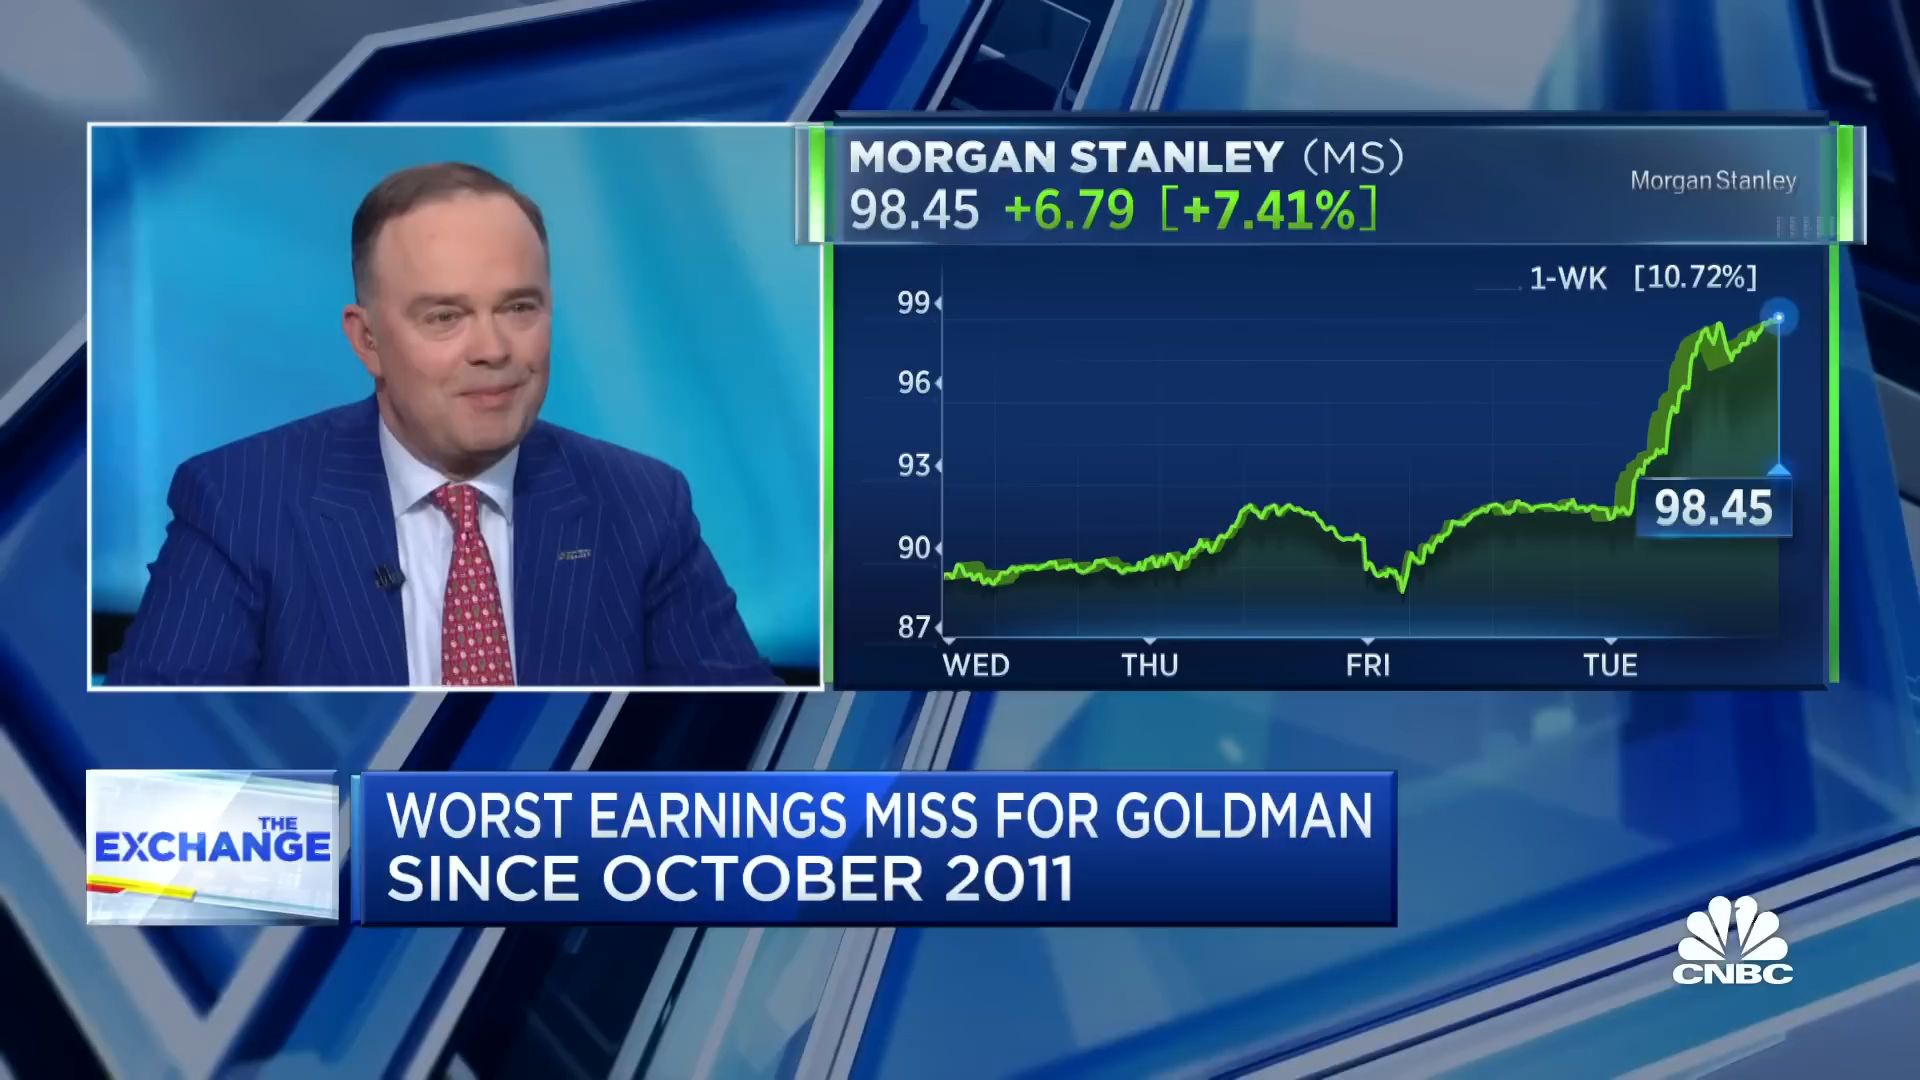 MORGAN STANLEY (MS)
98.45 +6.79 [+7.41%]
Morgan Stanley
1-WK [10.72%]
99
96
93
90
87
98.45
WED THU FRI TUE
THE
EXCHANGE
WORST EARNINGS MISS FOR GOLDMAN
SINCE OCTOBER 2011
CNBC